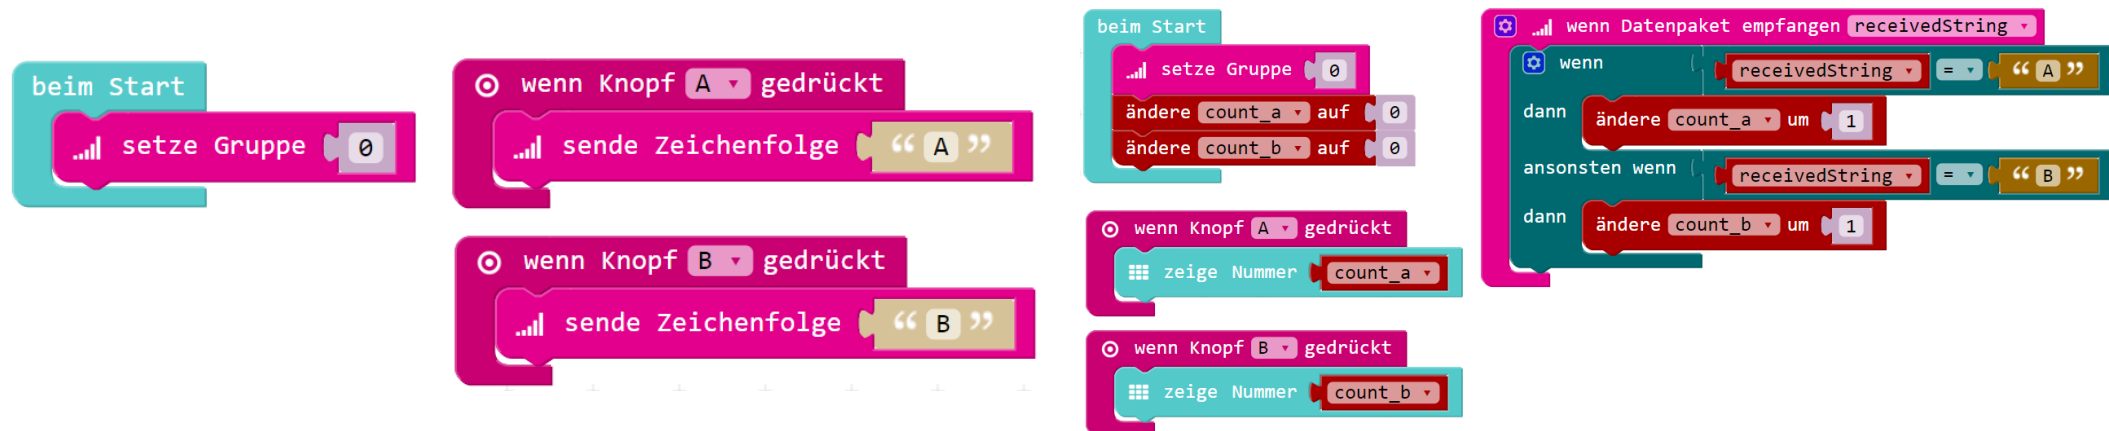 beim Start
setze Gruppe 0
wenn Knopf A gedrückt
sende Zeichenfolge “ A ”
wenn Knopf B gedrückt
sende Zeichenfolge “ B ”
beim Start
setze Gruppe 0
ändere count_a auf 0
ändere count_b auf 0
wenn Knopf A gedrückt
zeige Nummer count_a
wenn Knopf B gedrückt
zeige Nummer count_b
wenn Datenpaket empfangen receivedString
wenn receivedString = “ A ”
dann ändere count_a um 1
ansonsten wenn receivedString = “ B ”
dann ändere count_b um 1